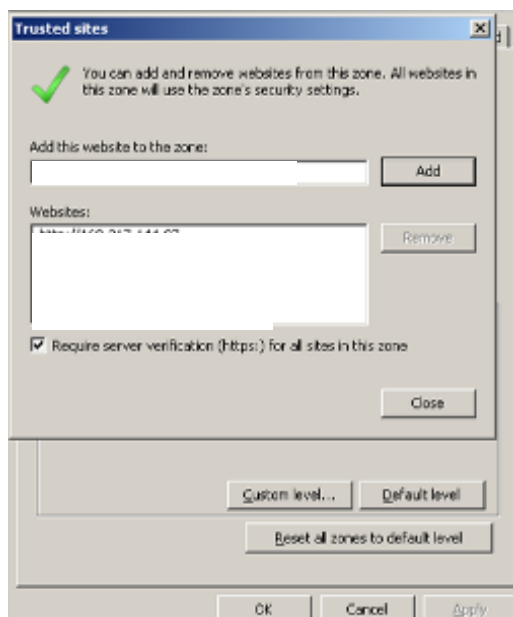 Trusted sites
You can add and remove websites from this zone. All websites in
this zone will use the zone's security settings.
Add this website to the zone:
Add
Websites:
Remove
Require server verification (https:) for all sites in this zone
Close
Custom level...
Default level
Reset all zones to default level
OK
Cancel
Apply